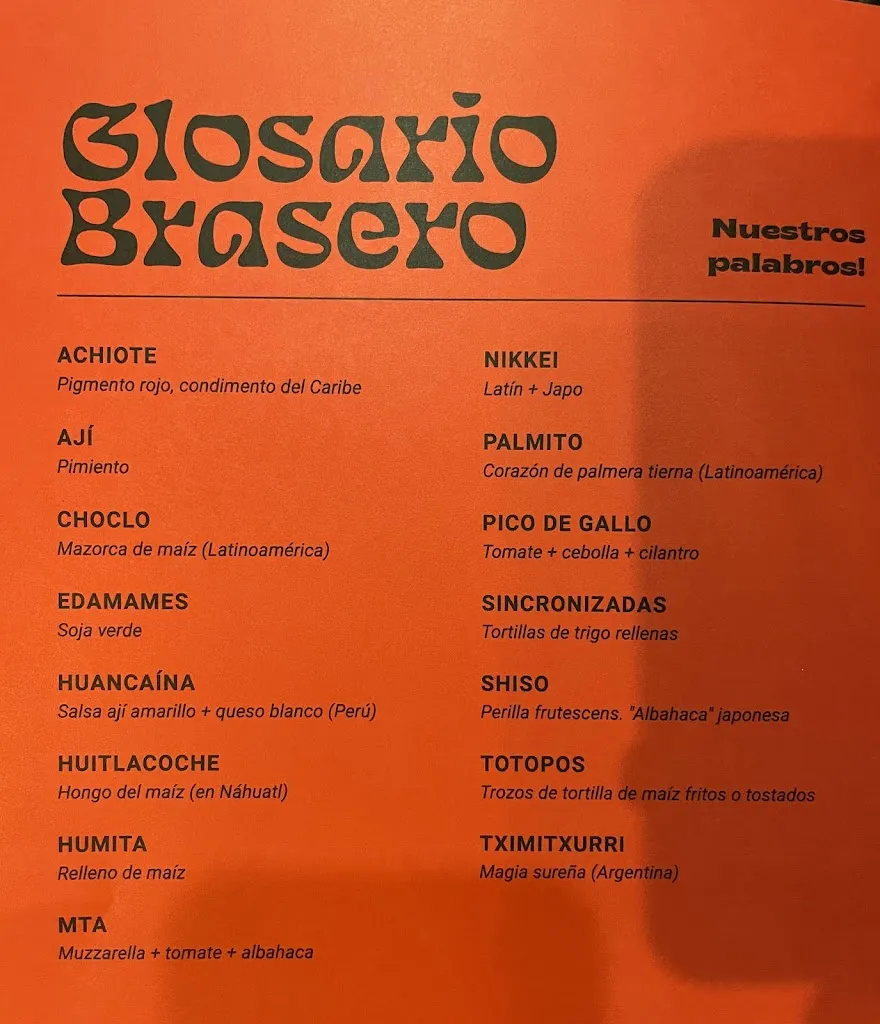 Glosario
Brasero
Nuestros
palabros!
ACHIOTE
Pigmento rojo, condimento del Caribe
AJÍ
Pimiento
CHOCLO
Mazorca de maíz (Latinoamérica)
EDAMAMES
Soja verde
HUANCAÍNA
Salsa ají amarillo + queso blanco (Perú)
HUITLACOCHE
Hongo del maíz (en Náhuatl)
HUMITA
Relleno de maíz
MTA
Muzzarella + tomate + albahaca
NIKKEI
Latín + Japo
PALMITO
Corazón de palmera tierna (Latinoamérica)
PICO DE GALLO
Tomate + cebolla + cilantro
SINCRONIZADAS
Tortillas de trigo rellenas
SHISO
Perilla frutescens. "Albahaca" japonesa
TOTOPOS
Trozos de tortilla de maíz fritos o tostados
TXIMITXURRI
Magia sureña (Argentina)